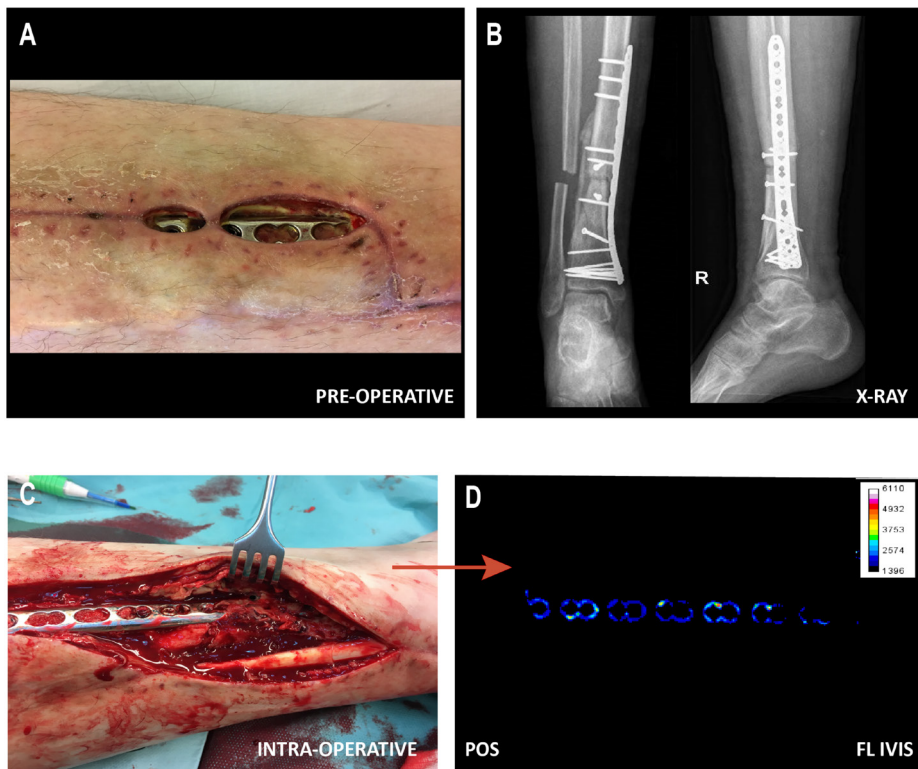 A
PRE-OPERATIVE
B
R
X-RAY
C
INTRA-OPERATIVE
D
6110
4932
3753
2574
1396
POS
FL IVIS